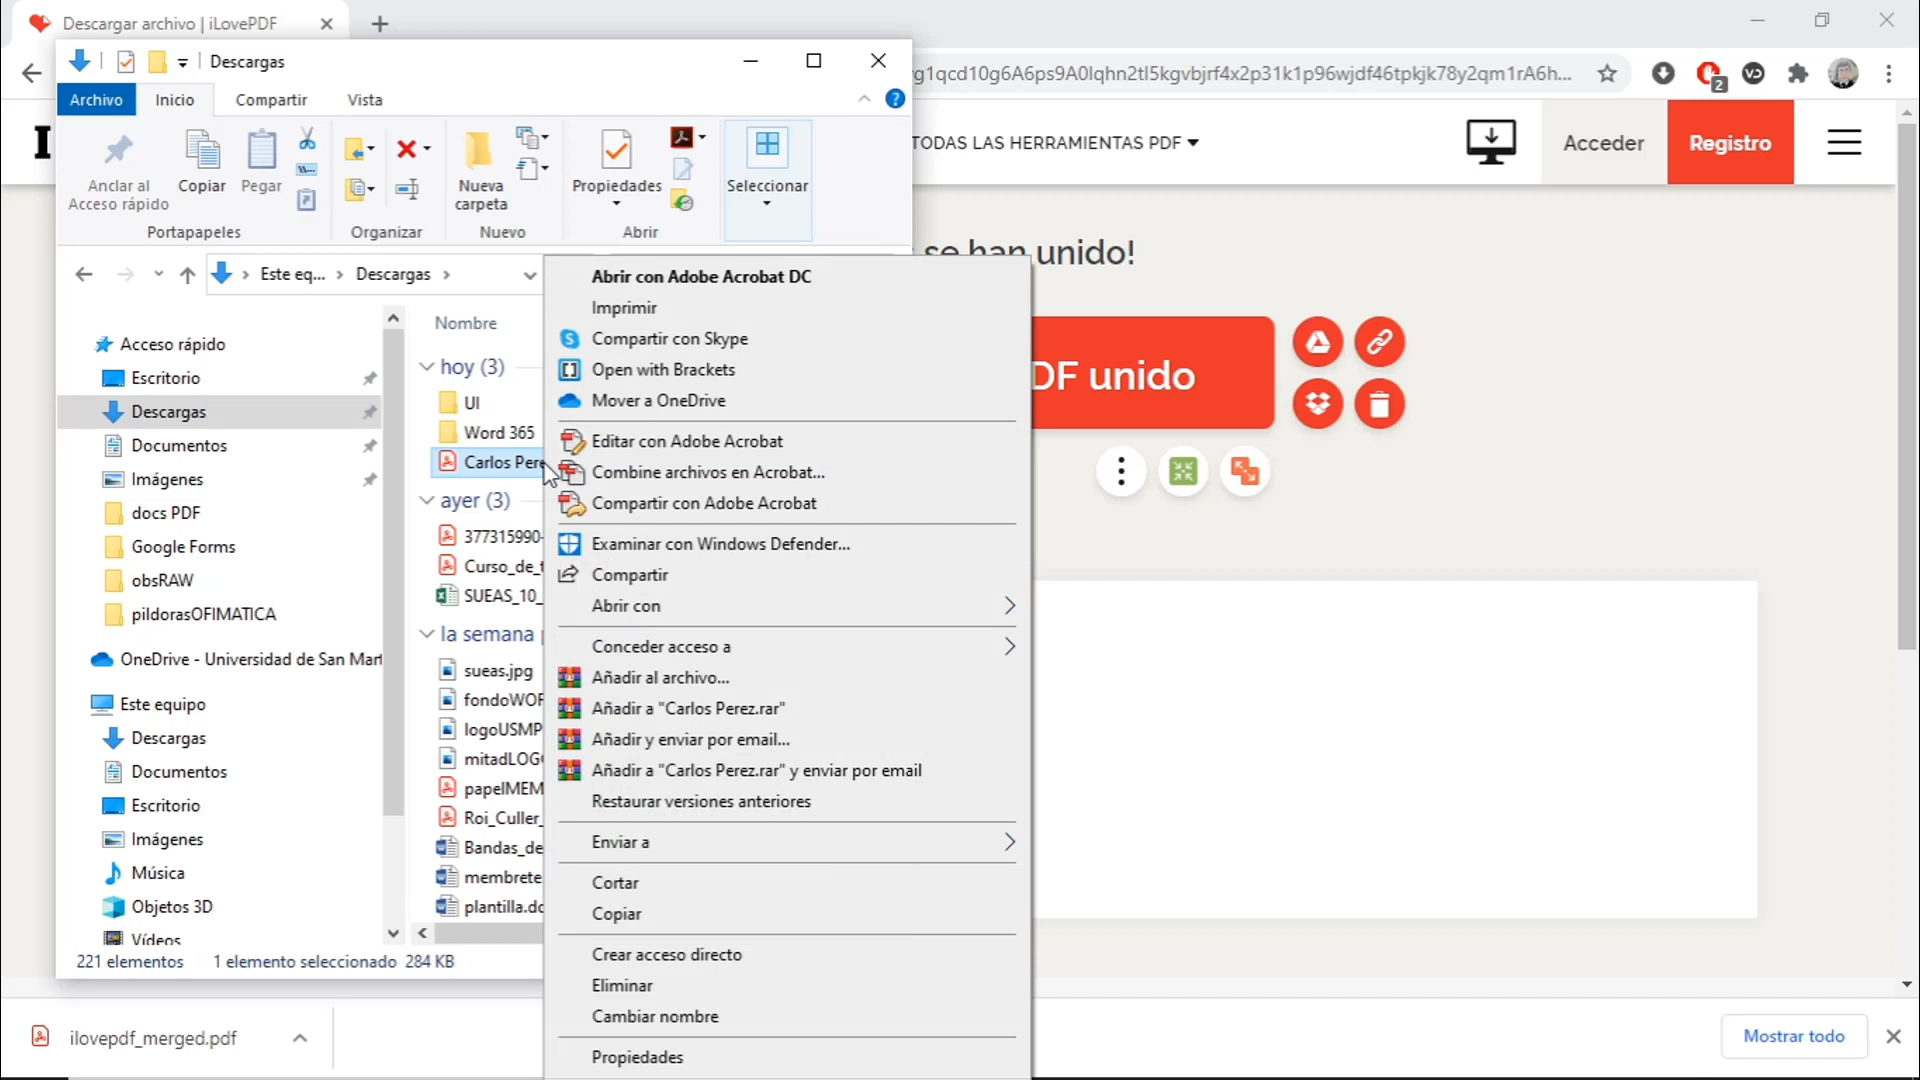 Descargar archivo | iLovePDF
Descargas
g1qcd10g6A6ps9A0lqhn2tl5kgvbjrf4x2p31k1p96wjdf46tpkjk78y2qm1rA6h...
2
Archivo
Inicio
Compartir
Vista
I
TODAS LAS HERRAMIENTAS PDF
Acceder
Registro
Anclar al
Acceso rápido
Copiar
Pegar
Nueva
carpeta
Propiedades
Seleccionar
Portapapeles
Organizar
Nuevo
Abrir
se han unido!
Este eq...
Descargas
Nombre
DF unido
Acceso rápido
Escritorio
Descargas
Documentos
Imágenes
docs PDF
Google Forms
obsRAW
pildorasOFIMATICA
OneDrive - Universidad de San Mart
Este equipo
Descargas
Documentos
Escritorio
Imágenes
Música
Objetos 3D
Vídeos
hoy (3)
UI
Word 365
Carlos Pere
ayer (3)
377315990-
Curso_de_t
SUEAS_10_
la semana p
sueas.jpg
fondoWOR
logoUSMP
mitadLOGO
papelMEM
Roi_Culler_
Bandas_de
membrete
plantilla.do
Abrir con Adobe Acrobat DC
Imprimir
Compartir con Skype
Open with Brackets
Mover a OneDrive
Editar con Adobe Acrobat
Combine archivos en Acrobat...
Compartir con Adobe Acrobat
Examinar con Windows Defender...
Compartir
Abrir con
Conceder acceso a
Añadir al archivo...
Añadir a "Carlos Perez.rar"
Añadir y enviar por email...
Añadir a "Carlos Perez.rar" y enviar por email
Restaurar versiones anteriores
Enviar a
Cortar
Copiar
Crear acceso directo
Eliminar
Cambiar nombre
Propiedades
221 elementos
1 elemento seleccionado 284 KB
ilovepdf_merged.pdf
Mostrar todo